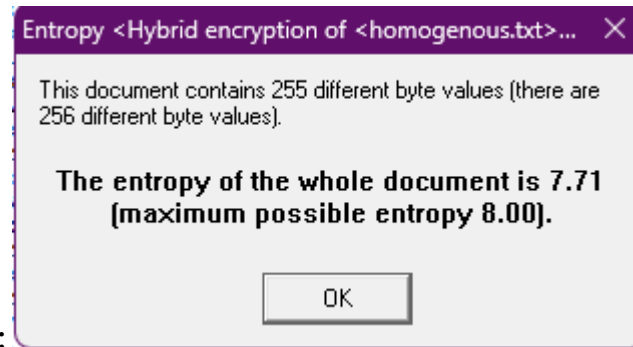 Entropy <Hybrid encryption of <homogenous.txt>...
This document contains 255 different byte values (there are
256 different byte values).
The entropy of the whole document is 7.71
(maximum possible entropy 8.00).
OK
: